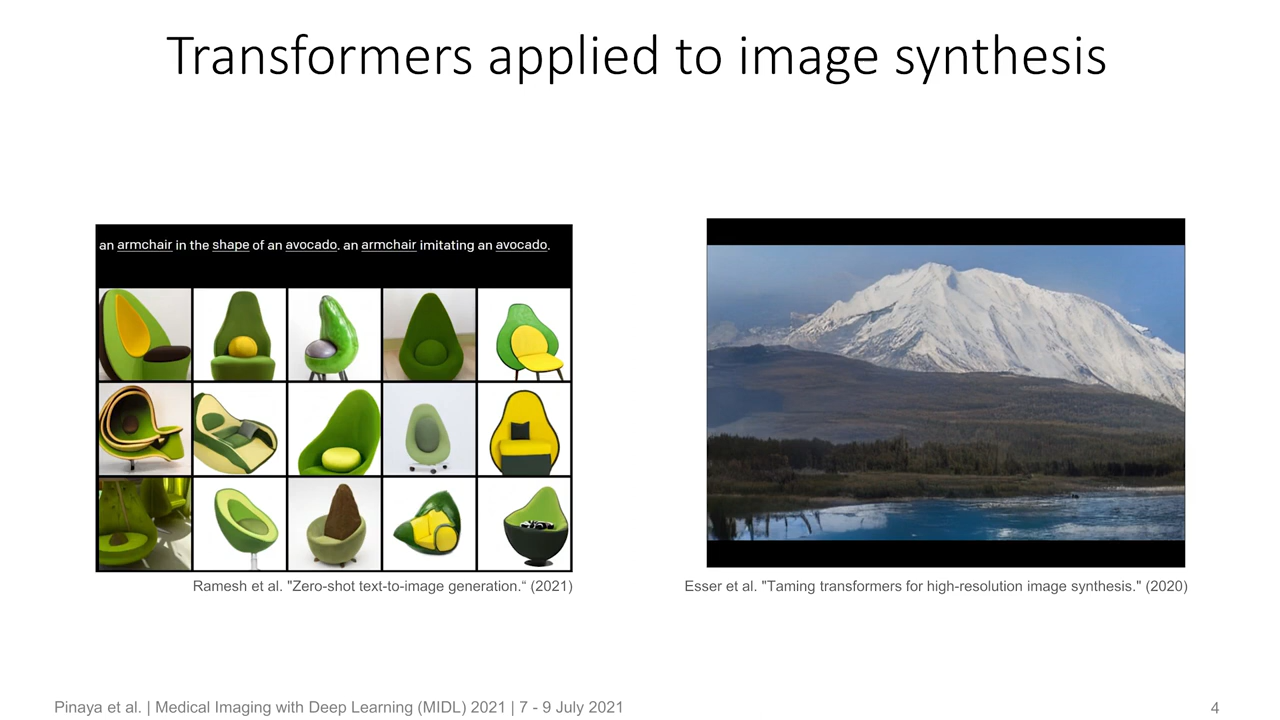 Transformers applied to image synthesis
an armchair in the shape of an avocado. an armchair imitating an avocado.
Ramesh et al. "Zero-shot text-to-image generation.“ (2021)
Esser et al. "Taming transformers for high-resolution image synthesis." (2020)
Pinaya et al. | Medical Imaging with Deep Learning (MIDL) 2021 | 7 - 9 July 2021
4